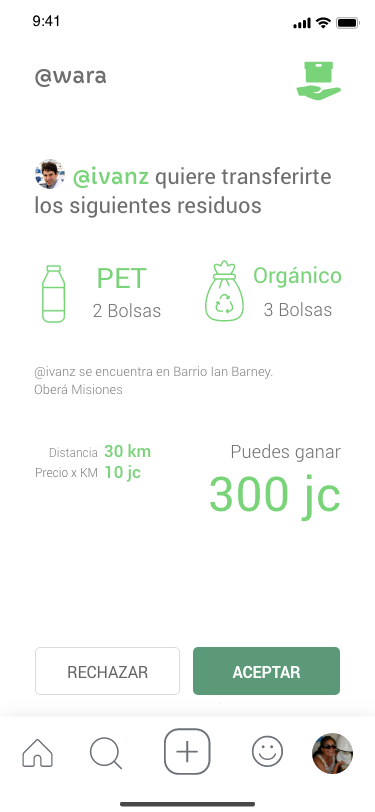 9:41
@wara
@ivanz quiere transferirte
los siguientes residuos
PET
2 Bolsas
Orgánico
3 Bolsas
@ivanz se encuentra en Barrio Ian Barney.
Oberá Misiones
Distancia 30 km
Precio x KM 10 jc
Puedes ganar
300 jc
RECHAZAR
ACEPTAR